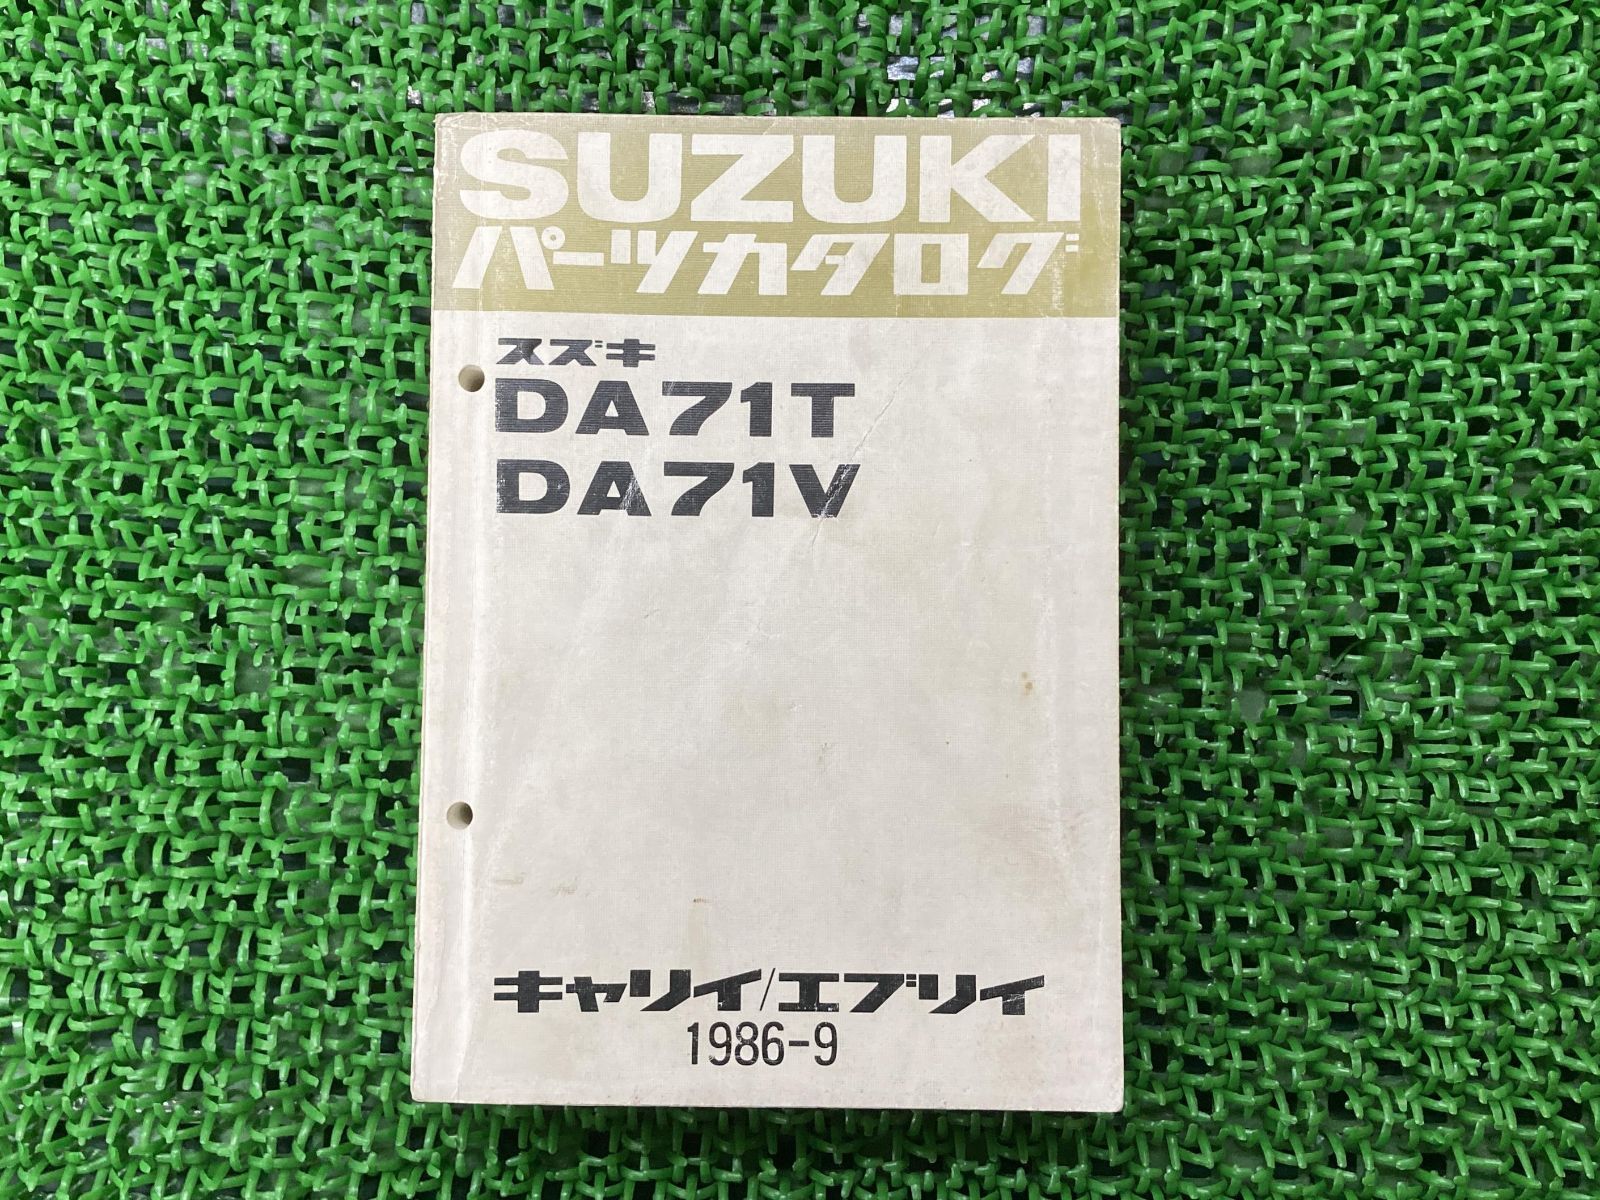 SUZUKI
パーツカタログ
スズキ
DA71T
DA71V
キャリイ/エブリイ
1986-9